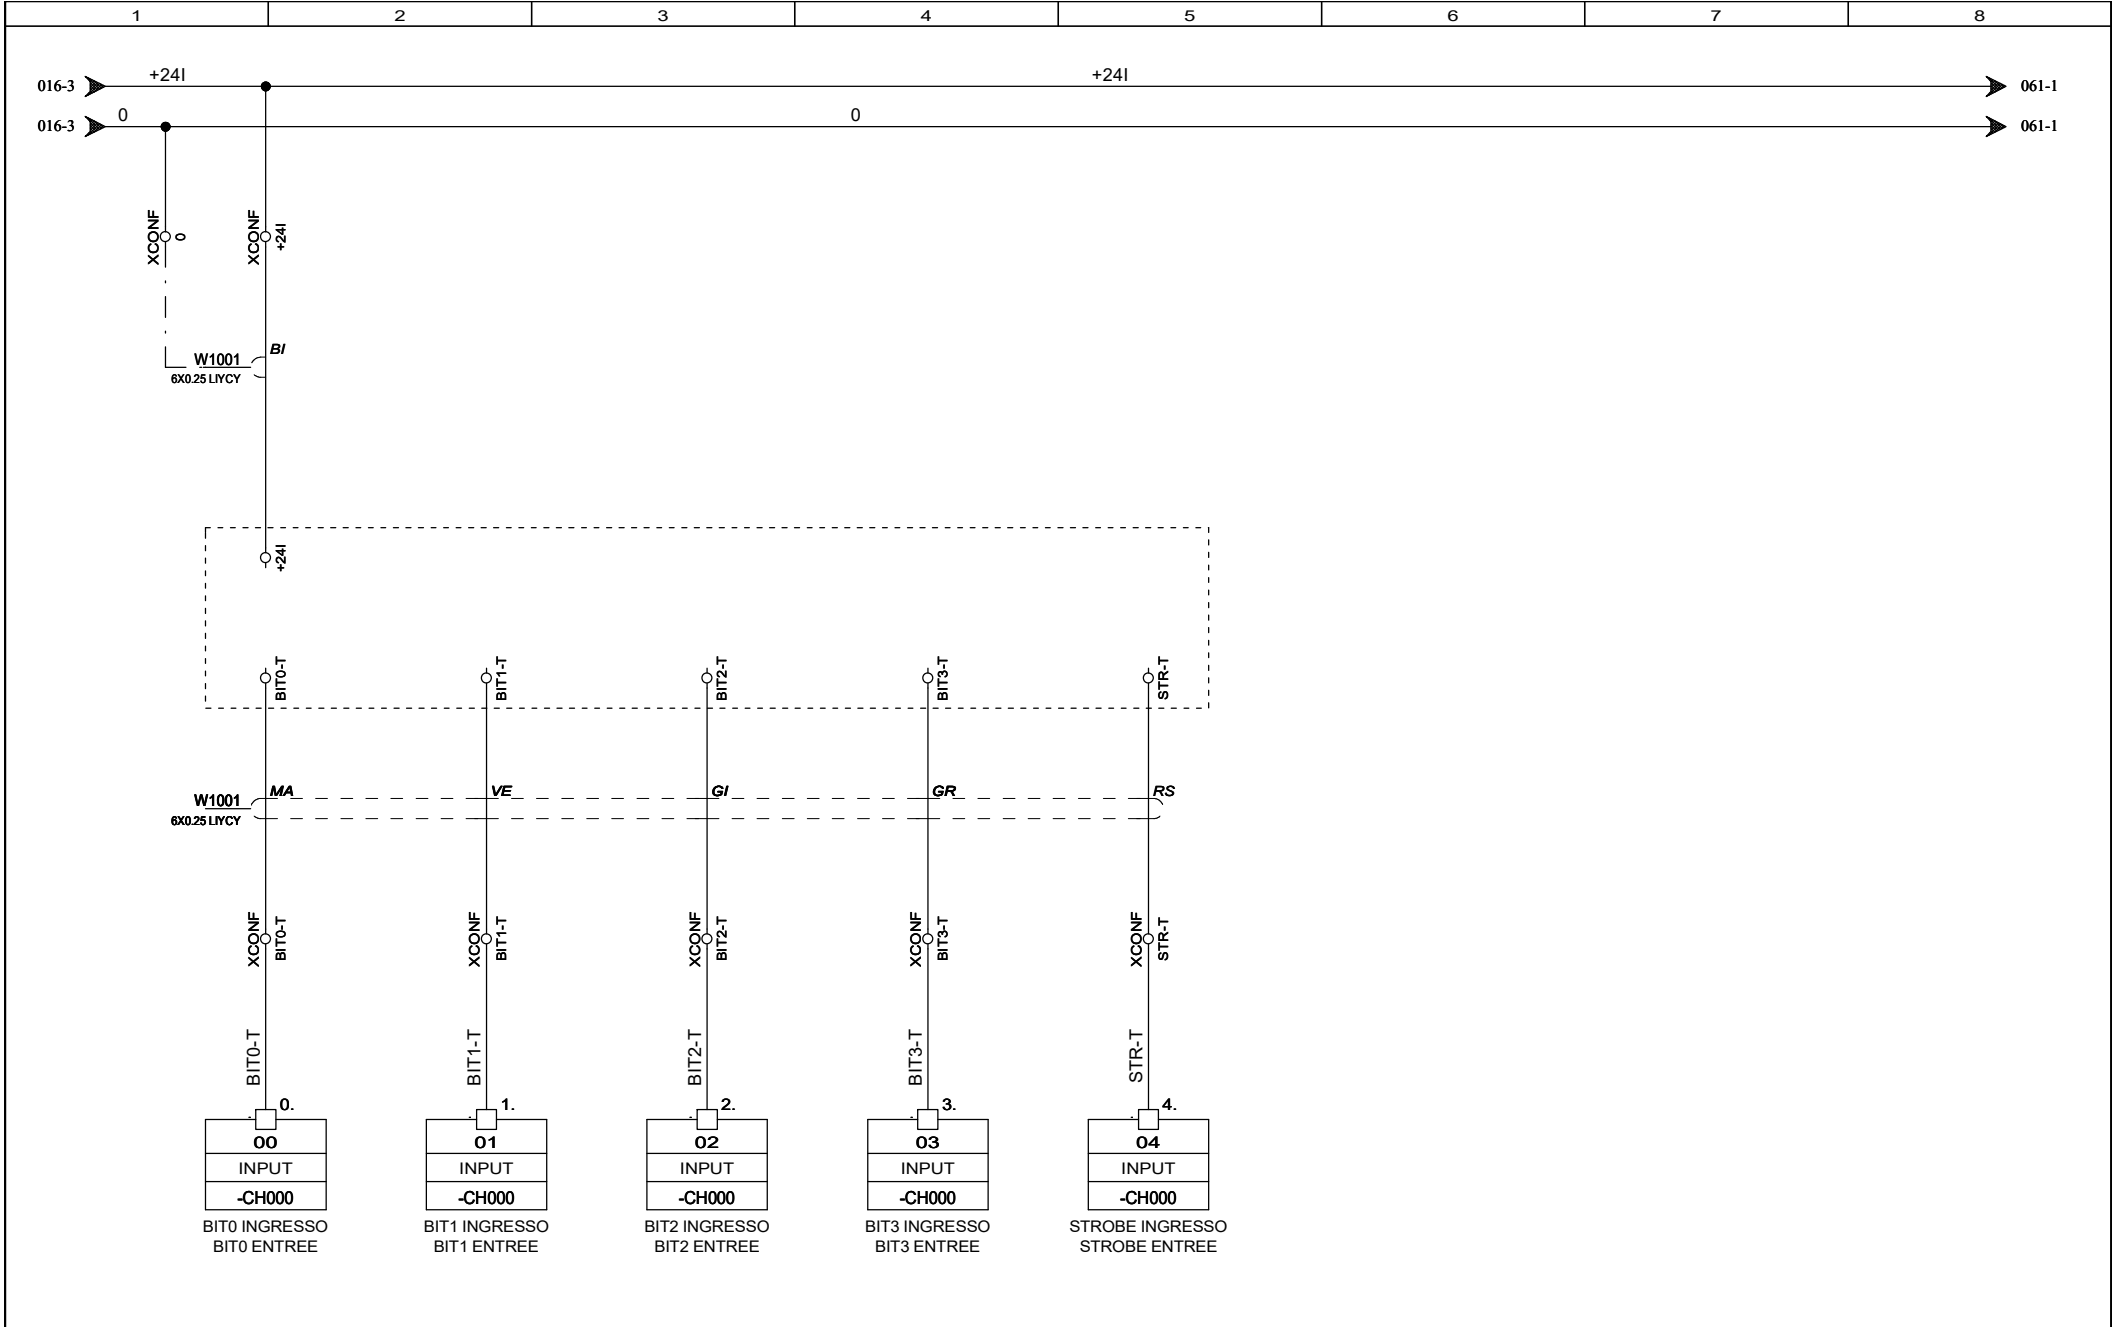 1 2 3 4 5 6 7 8
016-3 +24I +24I 061-1
016-3 0 0 061-1
XCONF 0 XCONF +24I
BI
W1001
6X0.25 LIYCY
+24I
BIT0-T BIT1-T BIT2-T BIT3-T STR-T
MA VE GI GR RS
W1001
6X0.25 LIYCY
XCONF BIT0-T XCONF BIT1-T XCONF BIT2-T XCONF BIT3-T XCONF STR-T
BIT0-T BIT1-T BIT2-T BIT3-T STR-T
0. 1. 2. 3. 4.
00 01 02 03 04
INPUT INPUT INPUT INPUT INPUT
-CH000 -CH000 -CH000 -CH000 -CH000
BIT0 INGRESSO BIT1 INGRESSO BIT2 INGRESSO BIT3 INGRESSO STROBE INGRESSO
BIT0 ENTREE BIT1 ENTREE BIT2 ENTREE BIT3 ENTREE STROBE ENTREE